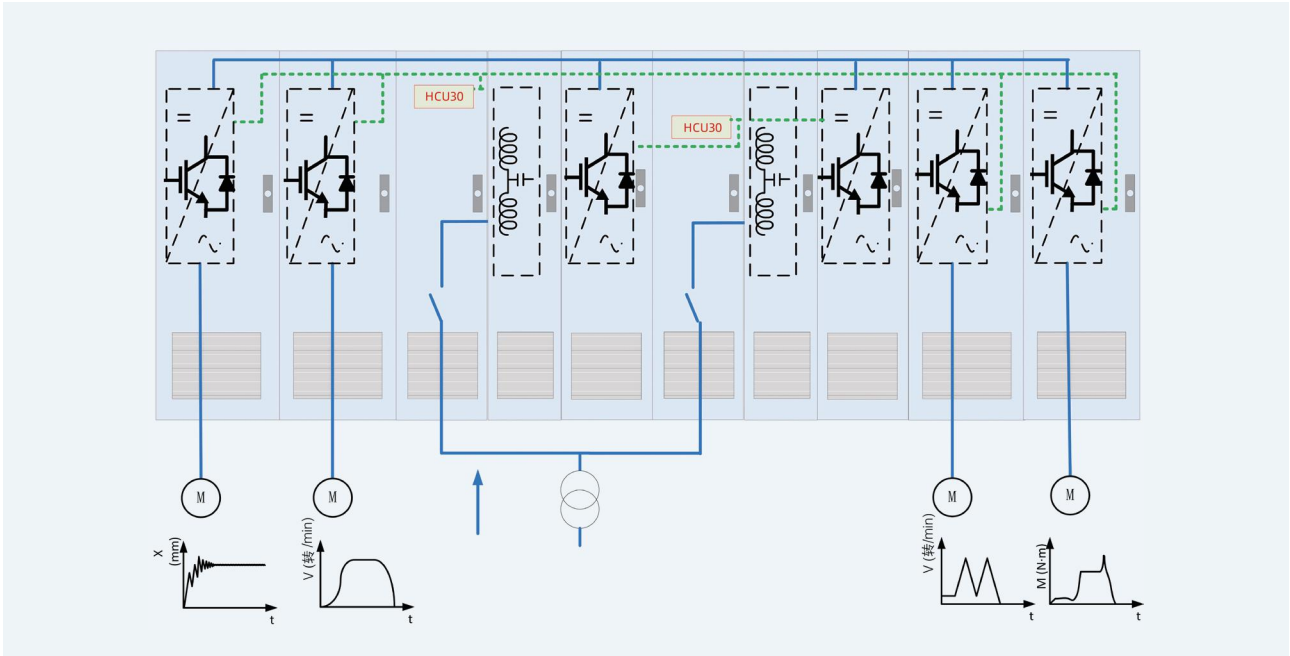 HCU30
HCU30
M
M
M
M
X
(mm)
t
V (转 /min)
t
V (转/min)
t
M (N·m)
t